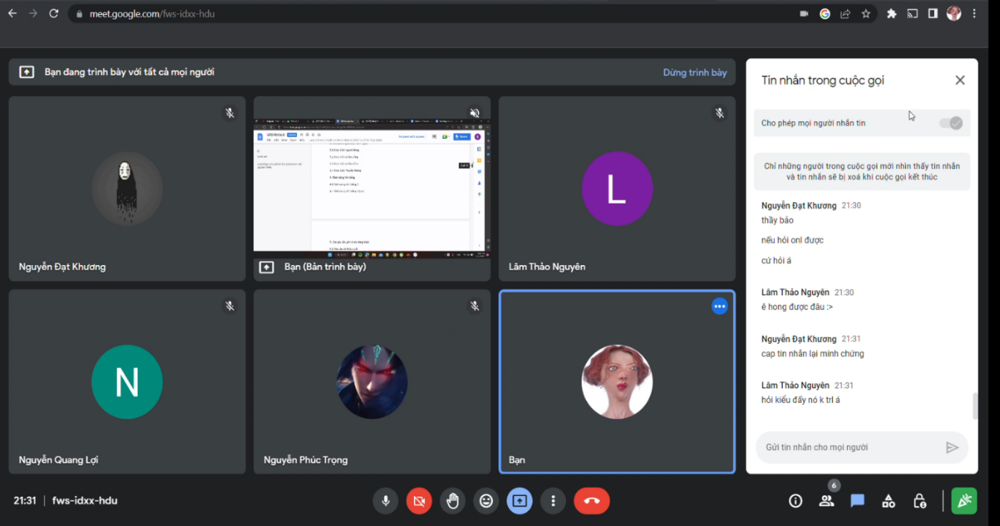 meet.google.com/fws-idxx-hdu
Bạn đang trình bày với tất cả mọi người
Dừng trình bày
Nguyễn Đạt Khương
Bạn (Bản trình bày)
Lâm Thảo Nguyên
N
L
Nguyễn Quang Lợi
Nguyễn Phúc Trọng
Bạn
Tin nhắn trong cuộc gọi
Cho phép mọi người nhắn tin
Chỉ những người trong cuộc gọi mới nhìn thấy tin nhắn
và tin nhắn sẽ bị xoá khi cuộc gọi kết thúc
Nguyễn Đạt Khương 21:30
thầy bảo
nếu hỏi onl được
cứ hỏi á
Lâm Thảo Nguyên 21:30
ê hong được đâu :>
Nguyễn Đạt Khương 21:31
cap tin nhắn lại minh chứng
Lâm Thảo Nguyên 21:31
hỏi kiểu đấy nó k trl á
Gửi tin nhắn cho mọi người
21:31 | fws-idxx-hdu
6